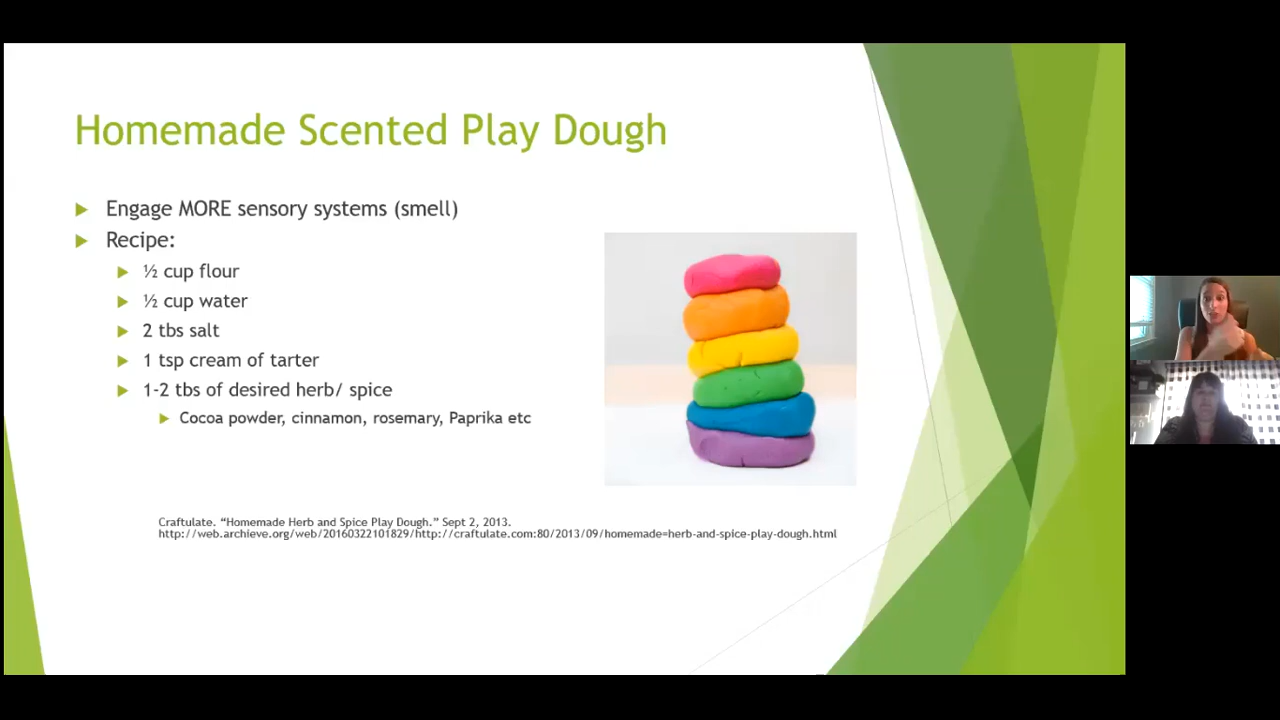 Homemade Scented Play Dough
Engage MORE sensory systems (smell)
Recipe:
½ cup flour
½ cup water
2 tbs salt
1 tsp cream of tarter
1-2 tbs of desired herb/ spice
Cocoa powder, cinnamon, rosemary, Paprika etc
Craftulate. “Homemade Herb and Spice Play Dough.” Sept 2, 2013.
http://web.archieve.org/web/20160322101829/http://craftulate.com:80/2013/09/homemade=herb-and-spice-play-dough.html